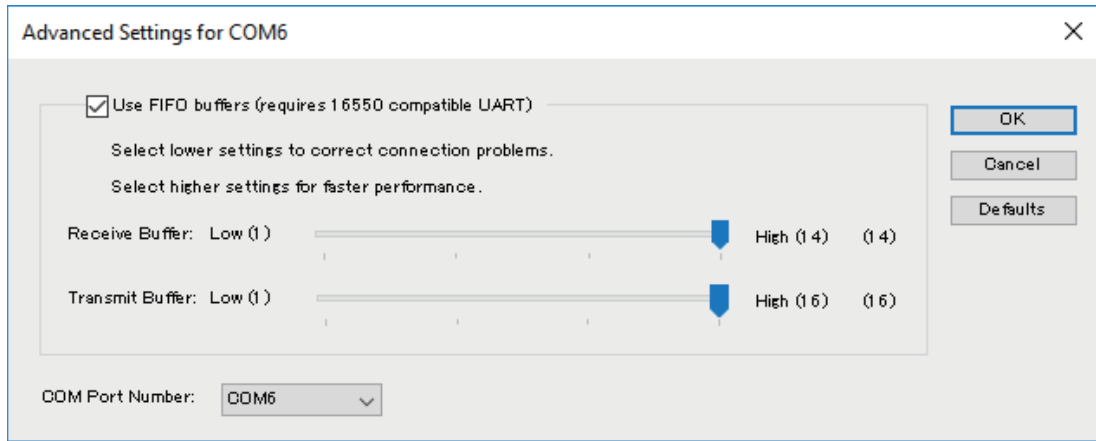 Advanced Settings for COM6
Use FIFO buffers (requires 16550 compatible UART)
OK
Select lower settings to correct connection problems.
Cancel
Select higher settings for faster performance.
Defaults
Receive Buffer: Low (1) High (14) (14)
Transmit Buffer: Low (1) High (16) (16)
COM Port Number: COM6